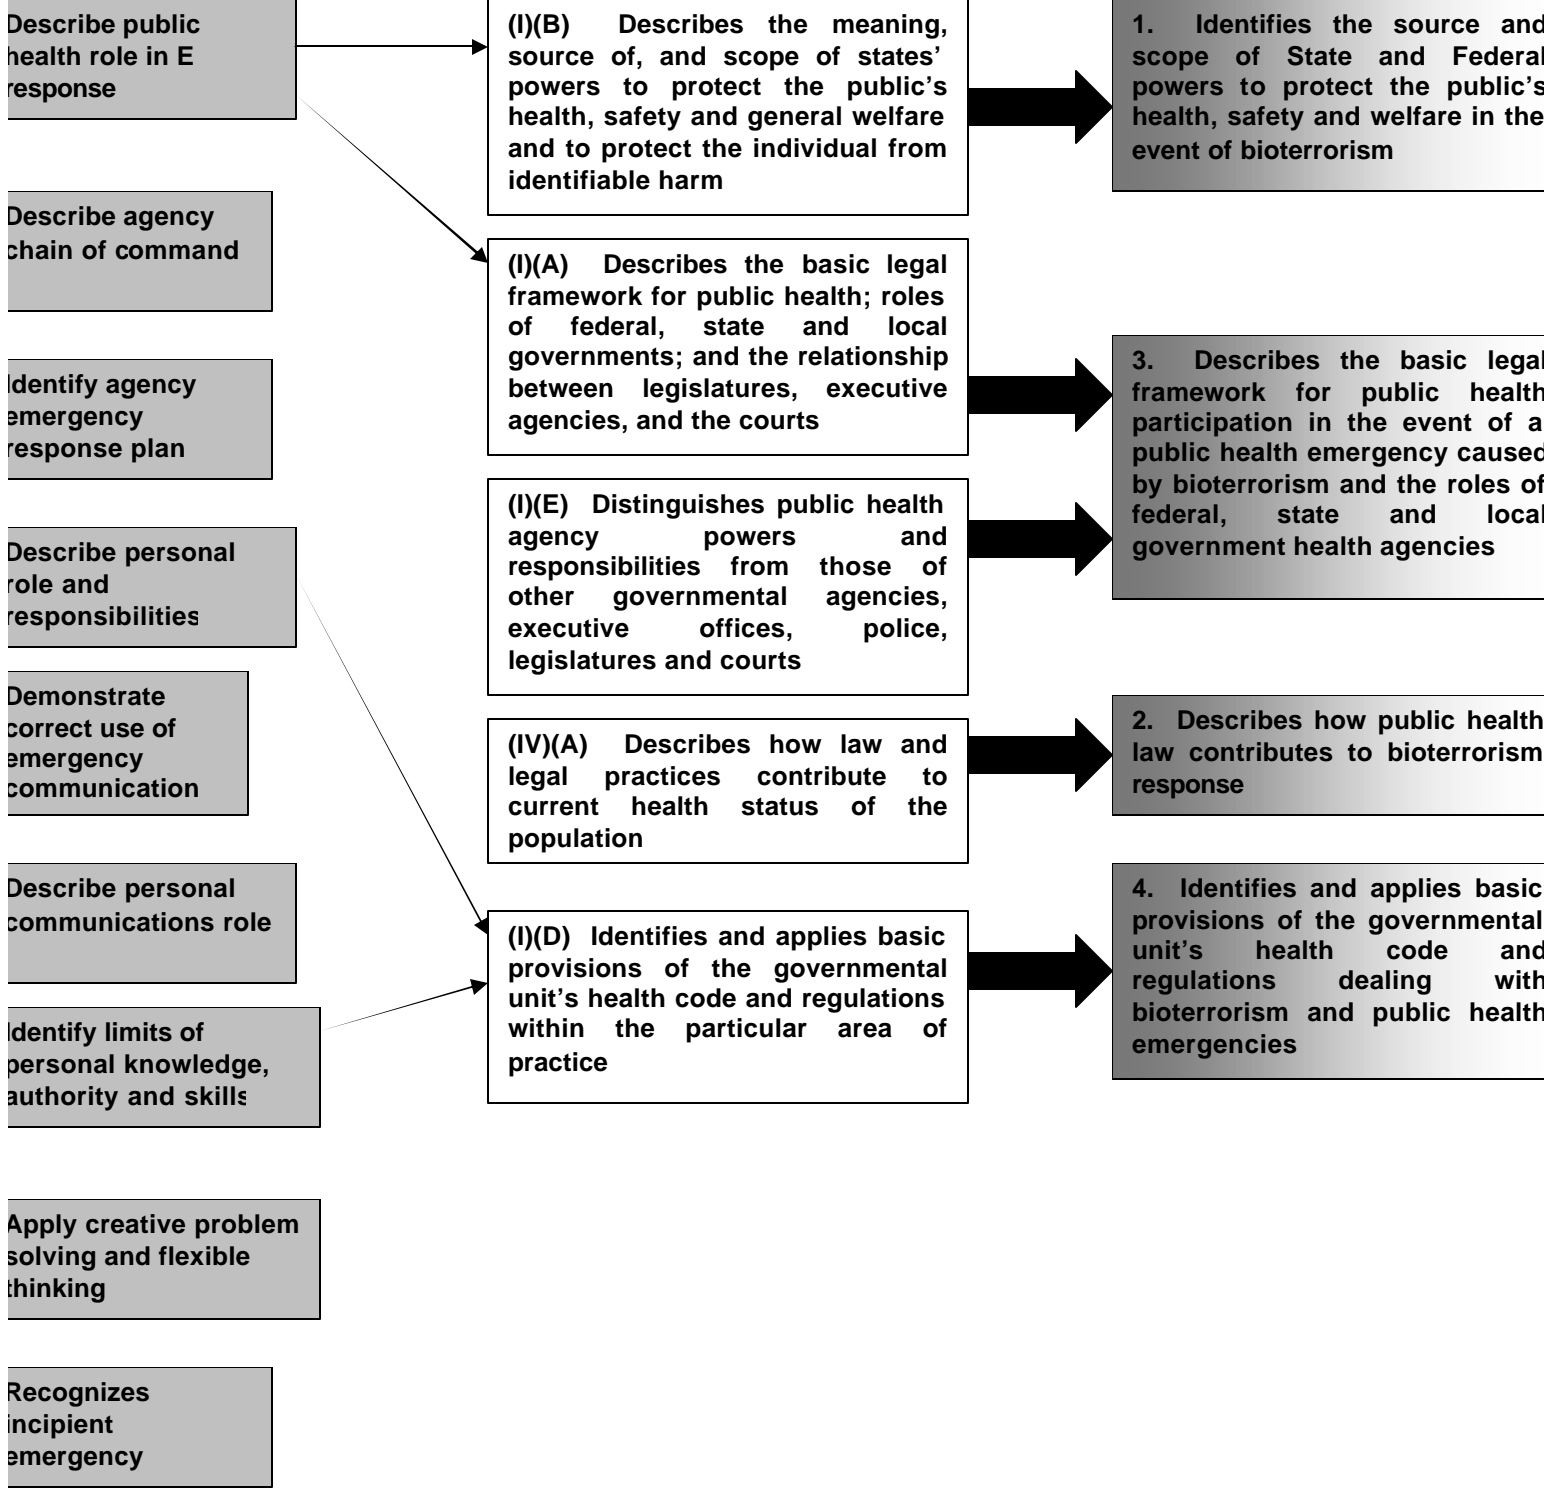 Describe public
health role in E
response
Describe agency
chain of command
Identify agency
emergency
response plan
Describe personal
role and
responsibilities
Demonstrate
correct use of
emergency
communication
Describe personal
communications role
Identify limits of
personal knowledge,
authority and skills
Apply creative problem
solving and flexible
thinking
Recognizes
incipient
emergency
(I)(B) Describes the meaning,
source of, and scope of states’
powers to protect the public’s
health, safety and general welfare
and to protect the individual from
identifiable harm
(I)(A) Describes the basic legal
framework for public health; roles
of federal, state and local
governments; and the relationship
between legislatures, executive
agencies, and the courts
(I)(E) Distinguishes public health
agency powers and
responsibilities from those of
other governmental agencies,
executive offices, police,
legislatures and courts
(IV)(A) Describes how law and
legal practices contribute to
current health status of the
population
(I)(D) Identifies and applies basic
provisions of the governmental
unit’s health code and regulations
within the particular area of
practice
1. Identifies the source and
scope of State and Federal
powers to protect the public’s
health, safety and welfare in the
event of bioterrorism
3. Describes the basic legal
framework for public health
participation in the event of a
public health emergency caused
by bioterrorism and the roles of
federal, state and local
government health agencies
2. Describes how public health
law contributes to bioterrorism
response
4. Identifies and applies basic
provisions of the governmental
unit’s health code and
regulations dealing with
bioterrorism and public health
emergencies